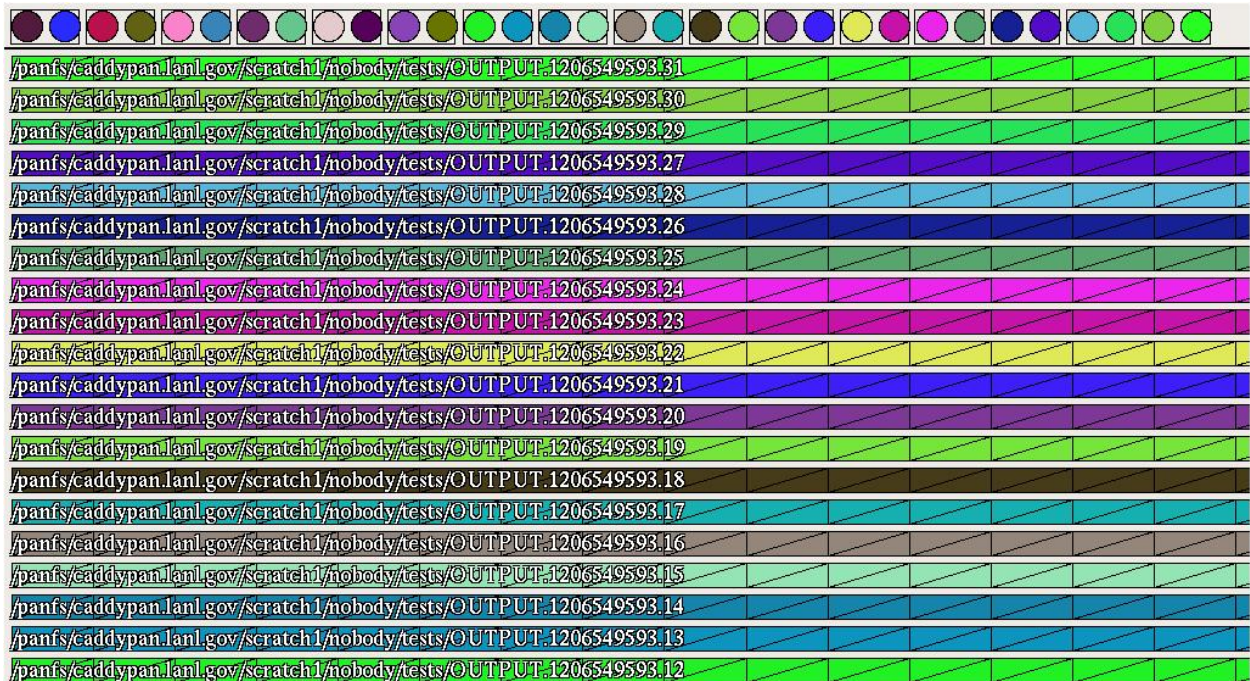 /panfs/caddypan.lanl.gov/scratch1/nobody/tests/OUTPUT.1206549593.31
/panfs/caddypan.lanl.gov/scratch1/nobody/tests/OUTPUT.1206549593.30
/panfs/caddypan.lanl.gov/scratch1/nobody/tests/OUTPUT.1206549593.29
/panfs/caddypan.lanl.gov/scratch1/nobody/tests/OUTPUT.1206549593.27
/panfs/caddypan.lanl.gov/scratch1/nobody/tests/OUTPUT.1206549593.28
/panfs/caddypan.lanl.gov/scratch1/nobody/tests/OUTPUT.1206549593.26
/panfs/caddypan.lanl.gov/scratch1/nobody/tests/OUTPUT.1206549593.25
/panfs/caddypan.lanl.gov/scratch1/nobody/tests/OUTPUT.1206549593.24
/panfs/caddypan.lanl.gov/scratch1/nobody/tests/OUTPUT.1206549593.23
/panfs/caddypan.lanl.gov/scratch1/nobody/tests/OUTPUT.1206549593.22
/panfs/caddypan.lanl.gov/scratch1/nobody/tests/OUTPUT.1206549593.21
/panfs/caddypan.lanl.gov/scratch1/nobody/tests/OUTPUT.1206549593.20
/panfs/caddypan.lanl.gov/scratch1/nobody/tests/OUTPUT.1206549593.19
/panfs/caddypan.lanl.gov/scratch1/nobody/tests/OUTPUT.1206549593.18
/panfs/caddypan.lanl.gov/scratch1/nobody/tests/OUTPUT.1206549593.17
/panfs/caddypan.lanl.gov/scratch1/nobody/tests/OUTPUT.1206549593.16
/panfs/caddypan.lanl.gov/scratch1/nobody/tests/OUTPUT.1206549593.15
/panfs/caddypan.lanl.gov/scratch1/nobody/tests/OUTPUT.1206549593.14
/panfs/caddypan.lanl.gov/scratch1/nobody/tests/OUTPUT.1206549593.13
/panfs/caddypan.lanl.gov/scratch1/nobody/tests/OUTPUT.1206549593.12